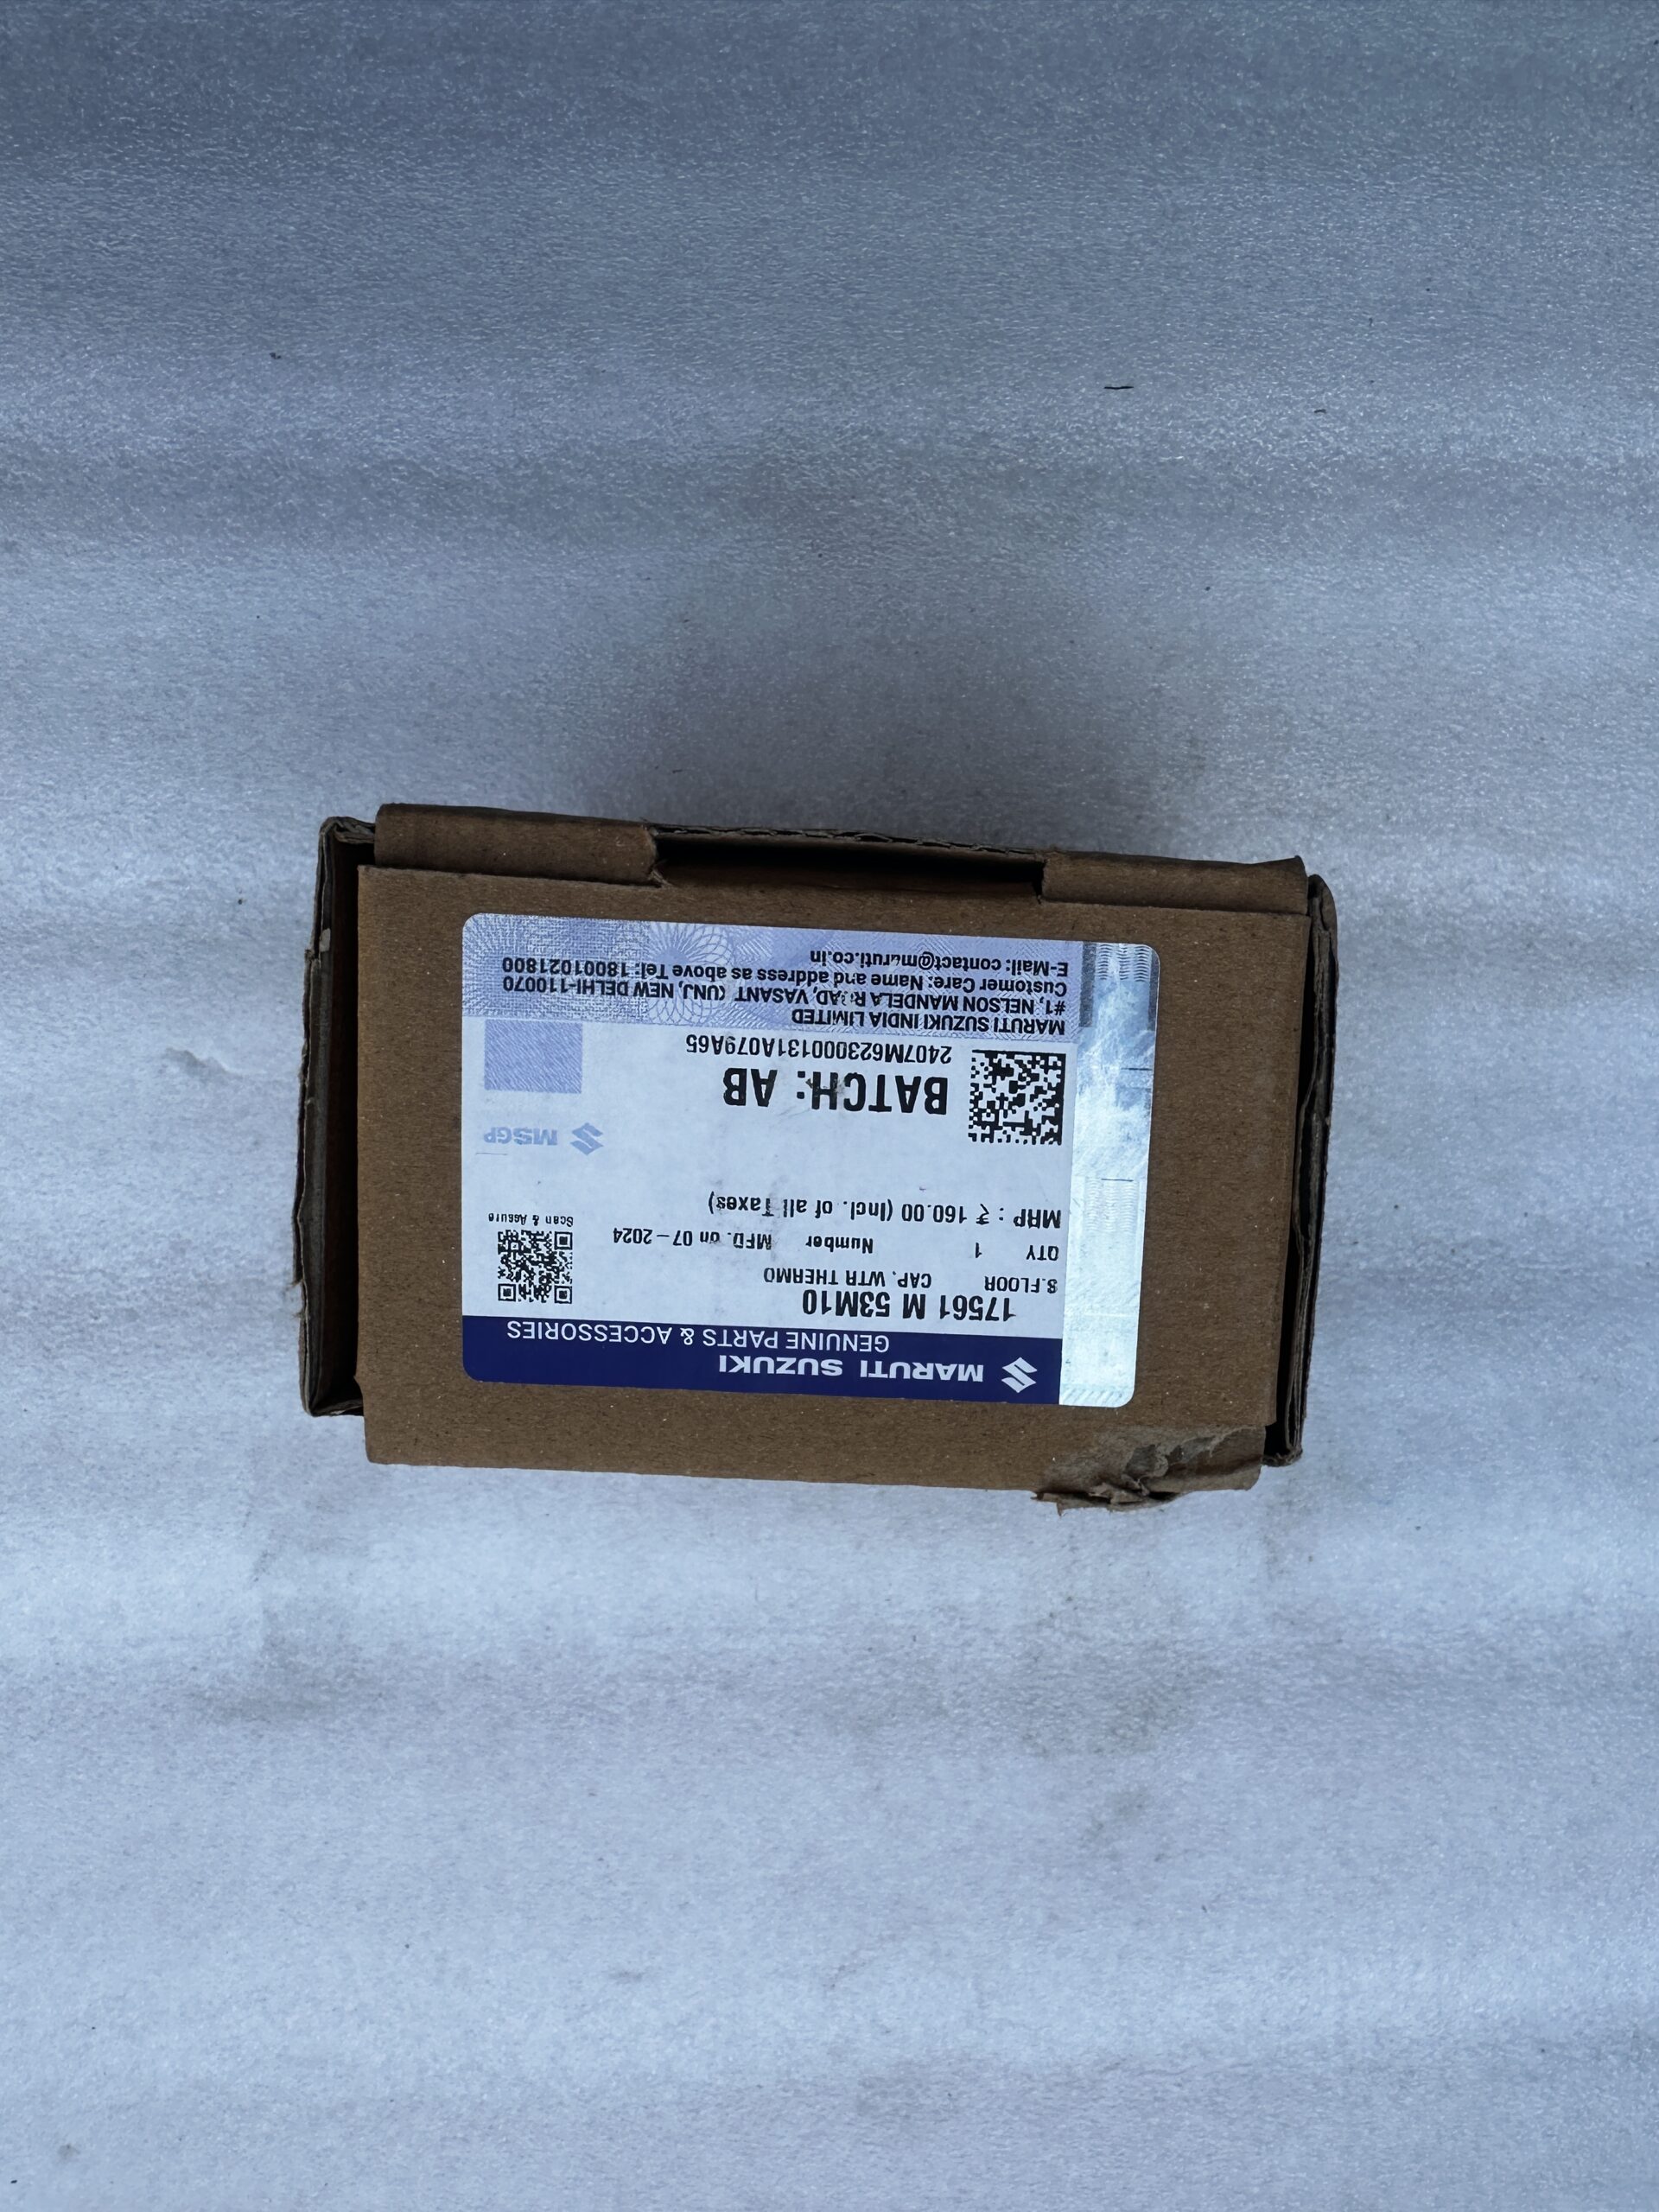 MARUTI SUZUKI
GENUINE PARTS & ACCESSORIES
17561 M 53M10
S.FLOOR CAP, WTR THERMO
QTY 1 Number MFD. on 07-2024
MRP : ₹ 160.00 (Incl. of all Taxes)
Scan & Assure
MSGP
BATCH: AB
2407M623000131A079A65
MARUTI SUZUKI INDIA LIMITED
#1, NELSON MANDELA ROAD, VASANT KUNJ, NEW DELHI-110070
Customer Care: Name and address as above Tel: 18001021800
E-Mail: contact@maruti.co.in